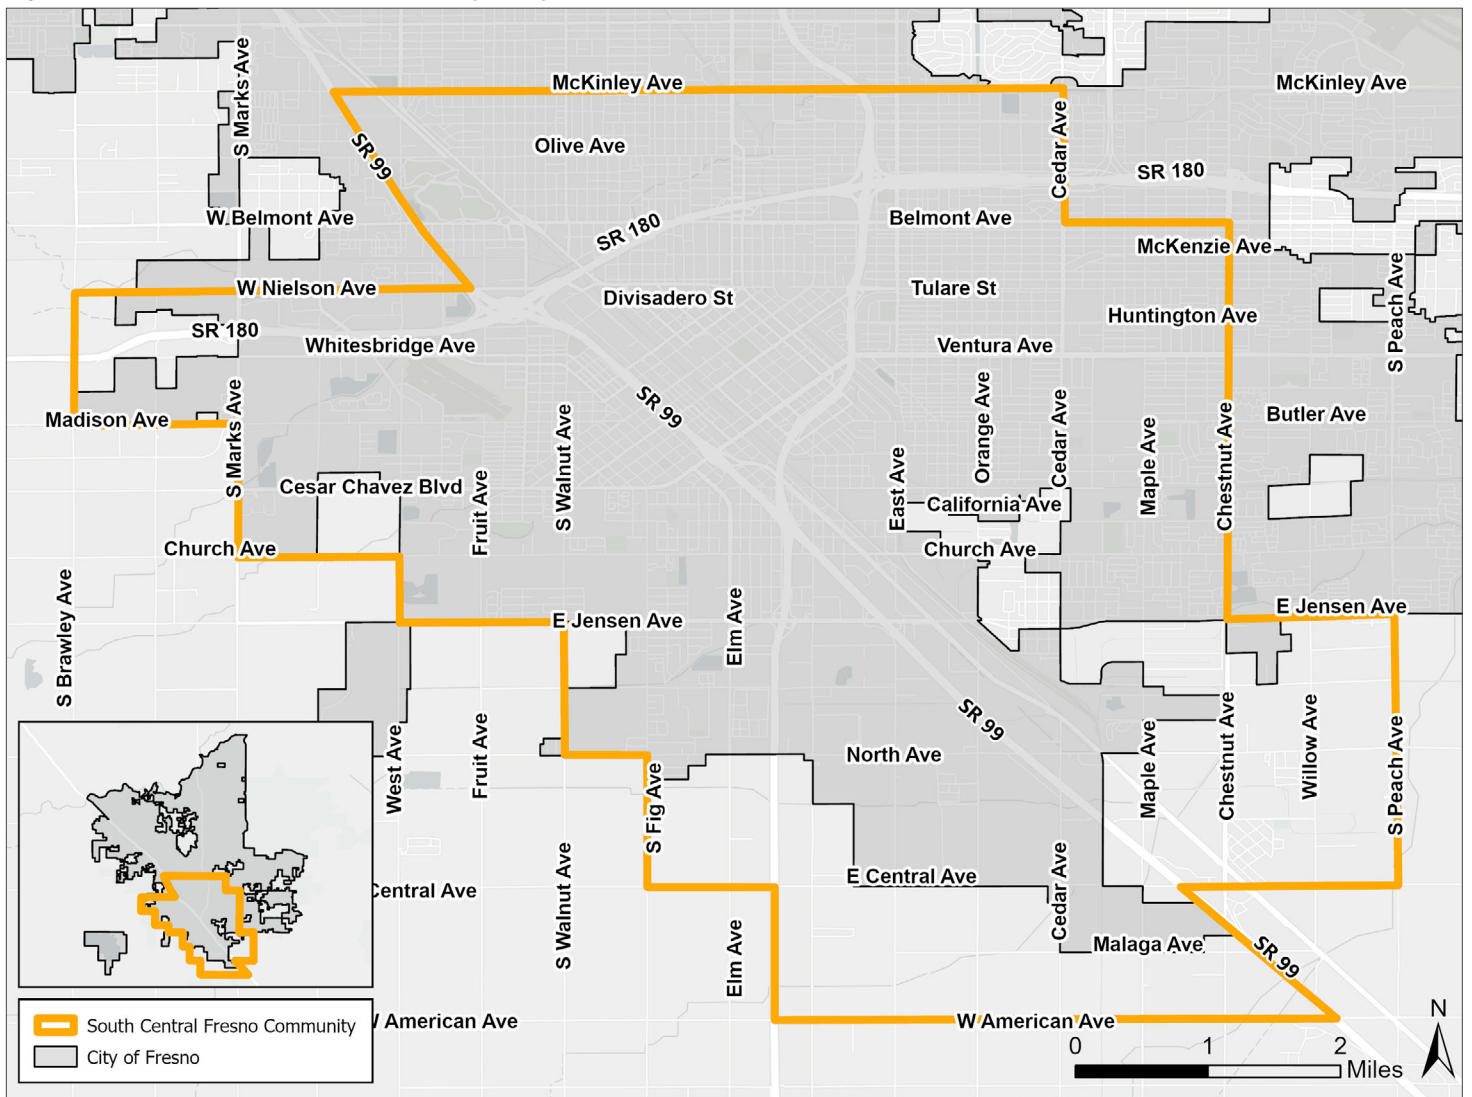 McKinley Ave
McKinley Ave
S Marks Ave
SR 99
Olive Ave
Cedar Ave
SR 180
W Belmont Ave
SR 180
Belmont Ave
McKenzie Ave
S Peach Ave
W Nielson Ave
Divisadero St
Tulare St
Huntington Ave
SR 180
Whitesbridge Ave
Ventura Ave
SR 99
Madison Ave
S Marks Ave
S Walnut Ave
Orange Ave
Cedar Ave
Maple Ave
Chestnut Ave
Butler Ave
Cesar Chavez Blvd
Fruit Ave
East Ave
California Ave
Church Ave
Church Ave
S Brawley Ave
E Jensen Ave
Elm Ave
E Jensen Ave
SR 99
West Ave
Fruit Ave
S Fig Ave
North Ave
Maple Ave
Chestnut Ave
Willow Ave
S Peach Ave
Central Ave
S Walnut Ave
E Central Ave
Cedar Ave
Elm Ave
Malaga Ave
SR 99
American Ave
W American Ave
South Central Fresno Community
City of Fresno
N
0 1 2
Miles